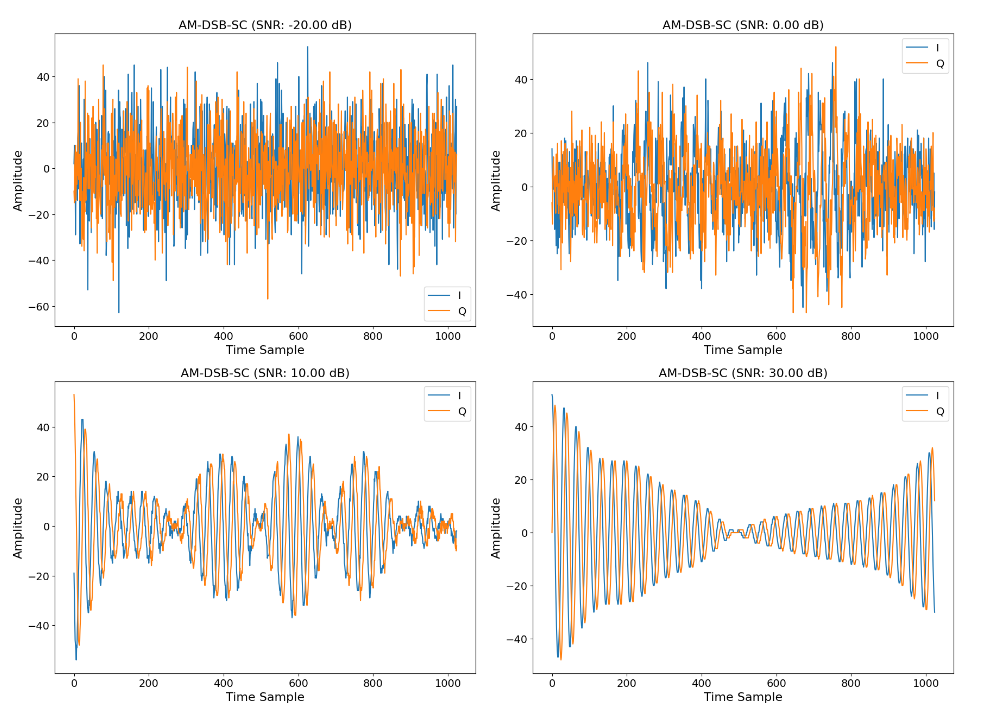 AM-DSB-SC (SNR: -20.00 dB)
Amplitude
40
20
0
−20
−40
−60
I
Q
0 200 400 600 800 1000
Time Sample
AM-DSB-SC (SNR: 0.00 dB)
Amplitude
40
20
0
−20
−40
I
Q
0 200 400 600 800 1000
Time Sample
AM-DSB-SC (SNR: 10.00 dB)
Amplitude
40
20
0
−20
−40
I
Q
0 200 400 600 800 1000
Time Sample
AM-DSB-SC (SNR: 30.00 dB)
Amplitude
40
20
0
−20
−40
I
Q
0 200 400 600 800 1000
Time Sample